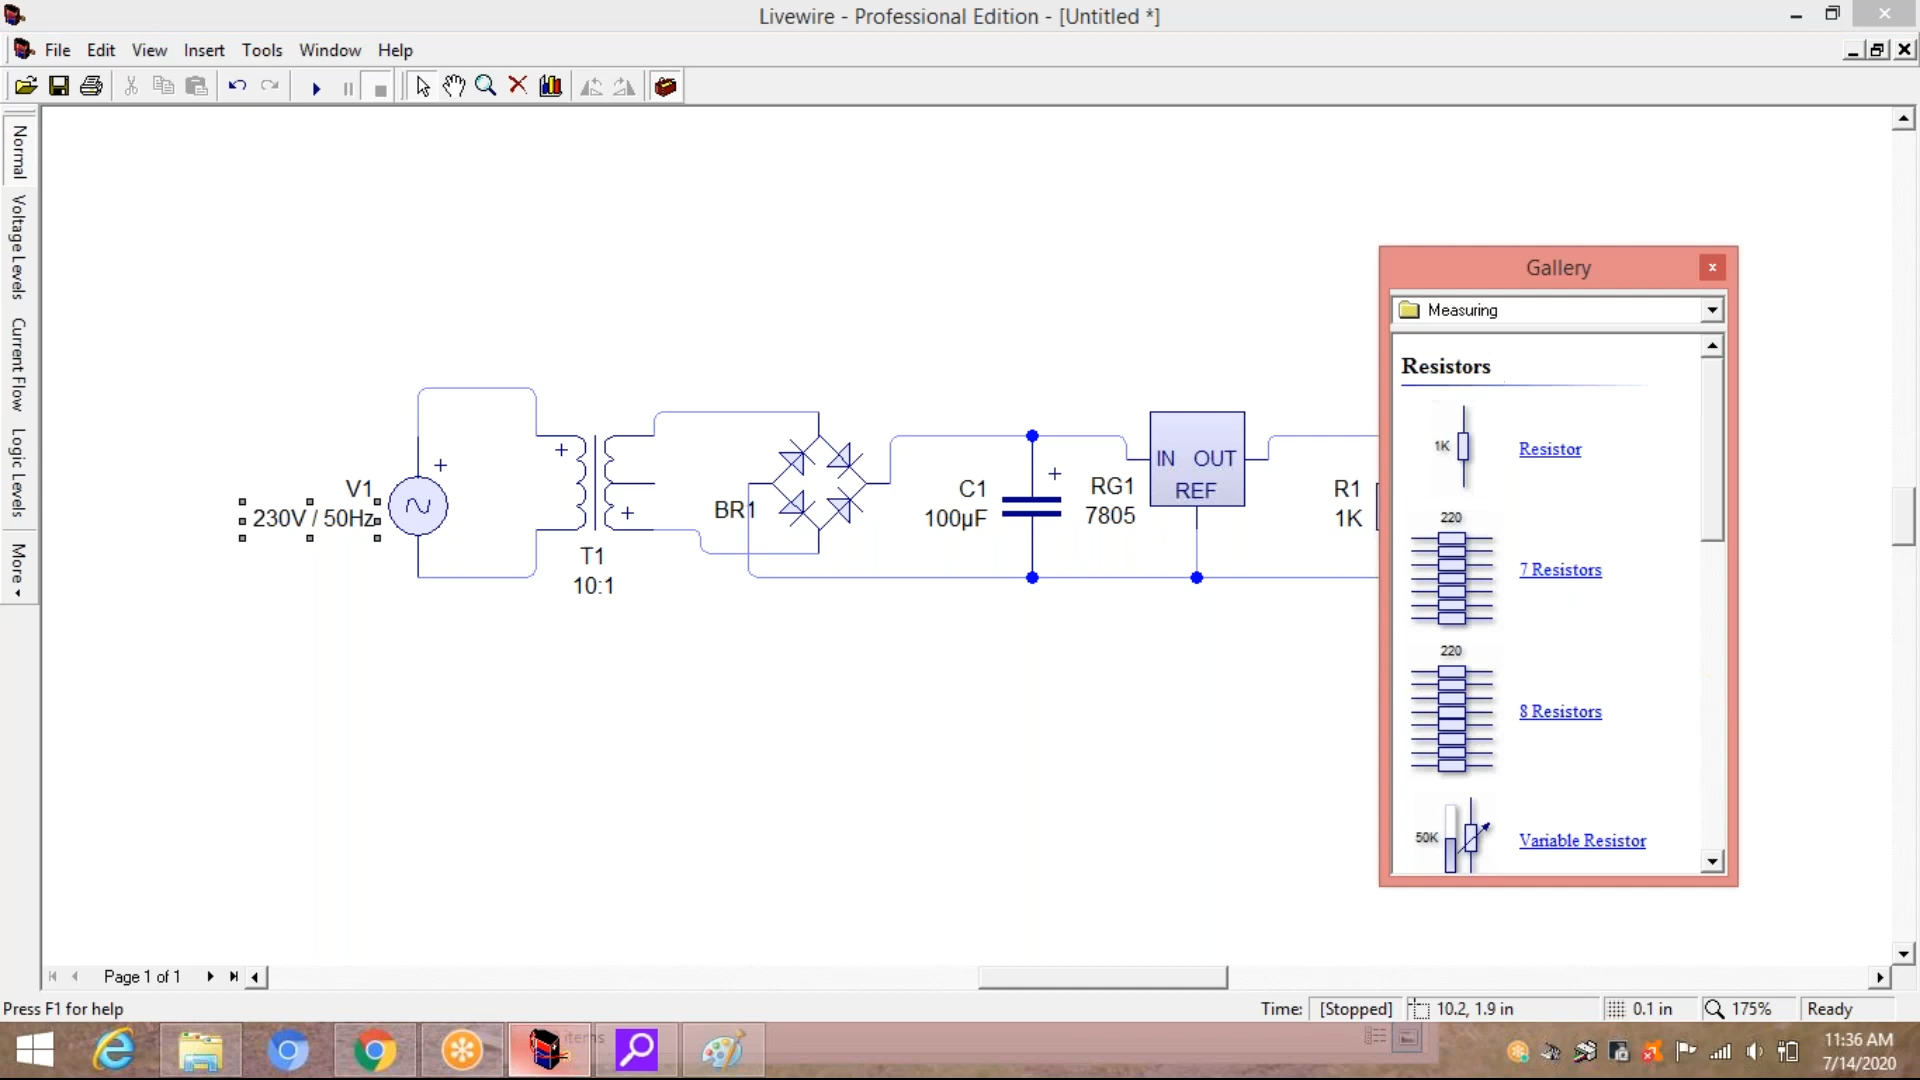 Livewire - Professional Edition - [Untitled *]
File Edit View Insert Tools Window Help
Normal
Voltage Levels
Current Flow
Logic Levels
More
V1
230V / 50Hz
+
+
+
T1
10:1
BR1
C1
100µF
+
RG1
7805
IN OUT
REF
R1
1K
Gallery
x
Measuring
Resistors
1K
Resistor
220
7 Resistors
220
8 Resistors
50K
Variable Resistor
Page 1 of 1
Press F1 for help
Time: [Stopped] 10.2, 1.9 in 0.1 in 175% Ready
items
11:36 AM
7/14/2020